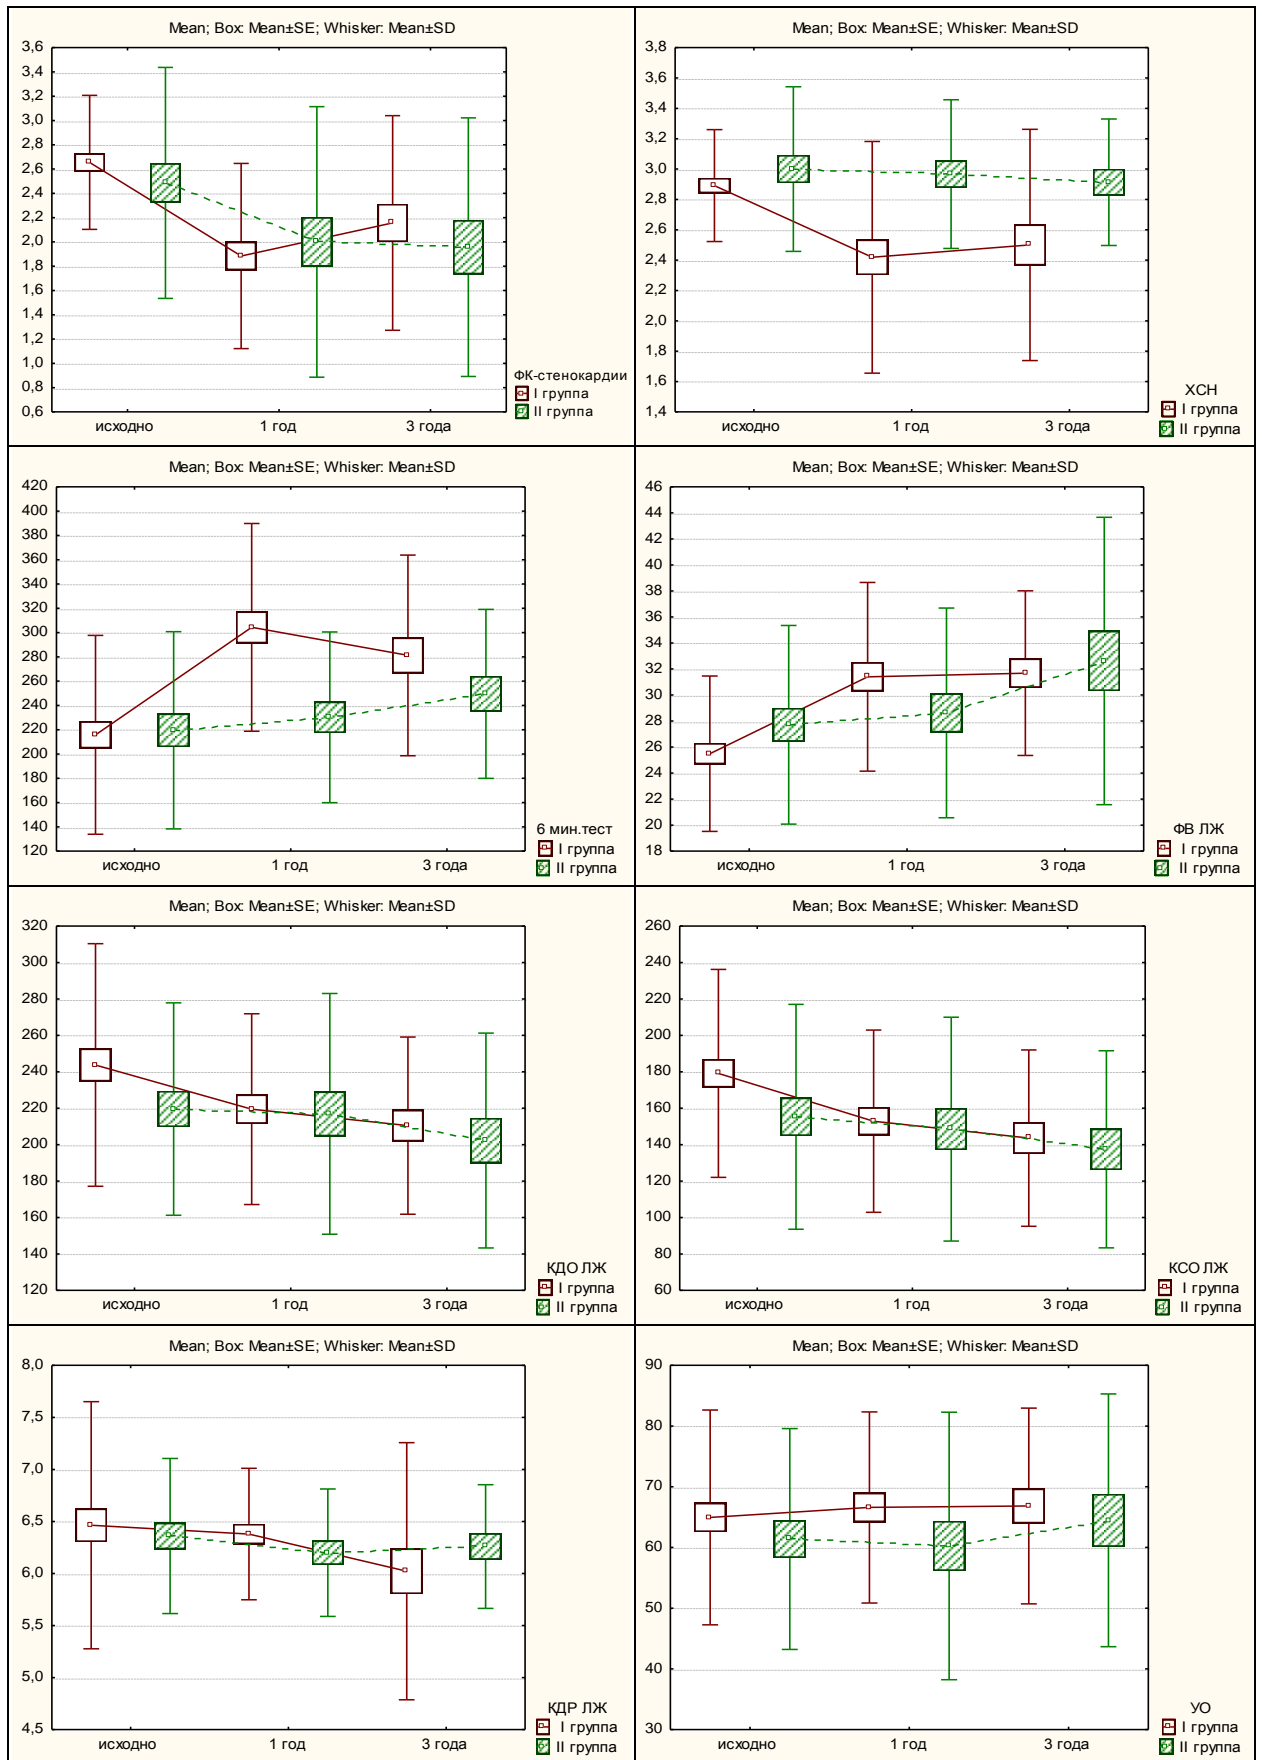 Mean; Box: Mean±SE; Whisker: Mean±SD
3,6
3,4
3,2
3,0
2,8
2,6
2,4
2,2
2,0
1,8
1,6
1,4
1,2
1,0
0,8
0,6
исходно 1 год 3 года
ФК-стенокардии
I группа
II группа
Mean; Box: Mean±SE; Whisker: Mean±SD
3,8
3,6
3,4
3,2
3,0
2,8
2,6
2,4
2,2
2,0
1,8
1,6
1,4
исходно 1 год 3 года
ХСН
I группа
II группа
Mean; Box: Mean±SE; Whisker: Mean±SD
420
400
380
360
340
320
300
280
260
240
220
200
180
160
140
120
исходно 1 год 3 года
6 мин.тест
I группа
II группа
Mean; Box: Mean±SE; Whisker: Mean±SD
46
44
42
40
38
36
34
32
30
28
26
24
22
20
18
исходно 1 год 3 года
ФВ ЛЖ
I группа
II группа
Mean; Box: Mean±SE; Whisker: Mean±SD
320
300
280
260
240
220
200
180
160
140
120
исходно 1 год 3 года
КДО ЛЖ
I группа
II группа
Mean; Box: Mean±SE; Whisker: Mean±SD
260
240
220
200
180
160
140
120
100
80
60
исходно 1 год 3 года
КСО ЛЖ
I группа
II группа
Mean; Box: Mean±SE; Whisker: Mean±SD
8,0
7,5
7,0
6,5
6,0
5,5
5,0
4,5
исходно 1 год 3 года
КДР ЛЖ
I группа
II группа
Mean; Box: Mean±SE; Whisker: Mean±SD
90
80
70
60
50
40
30
исходно 1 год 3 года
УО
I группа
II группа